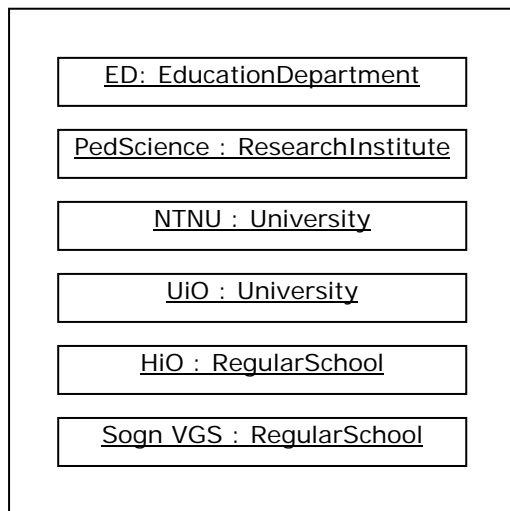 ED: EducationDepartment
PedScience : ResearchInstitute
NTNU : University
UiO : University
HiO : RegularSchool
Sogn VGS : RegularSchool